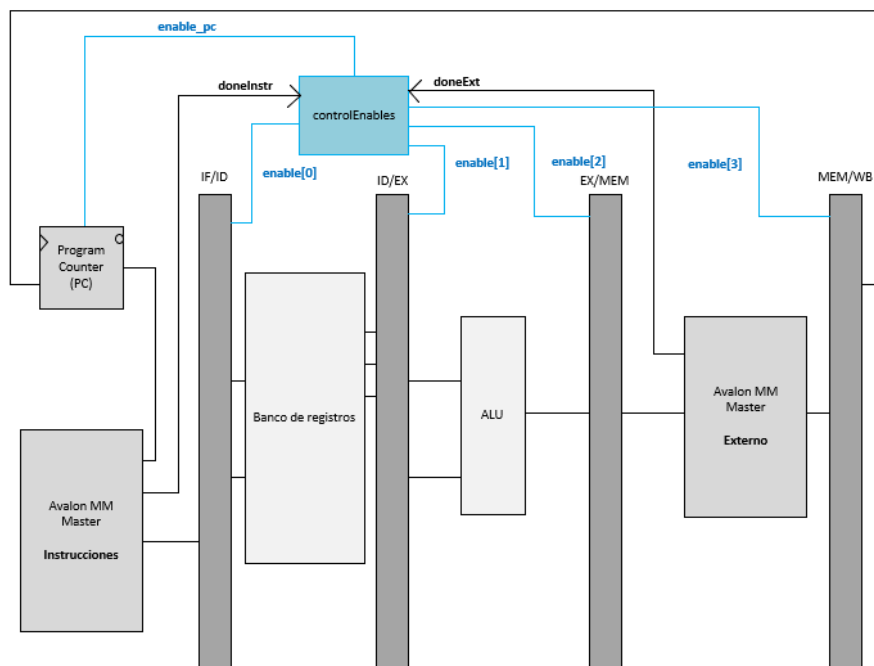 enable_pc
doneInstr
doneExt
controlEnables
enable[0]
enable[1]
enable[2]
enable[3]
IF/ID
ID/EX
EX/MEM
MEM/WB
Program
Counter
(PC)
Banco de registros
ALU
Avalon MM
Master
Externo
Avalon MM
Master
Instrucciones